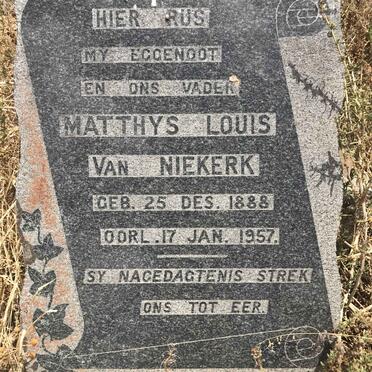 HIER RUS
MY EGGENOOT
EN ONS VADER
MATTHYS LOUIS
VAN NIEKERK
GEB. 25 DES. 1888
OORL. 17 JAN. 1957.
SY NAGEDAGTENIS STREK
ONS TOT EER.